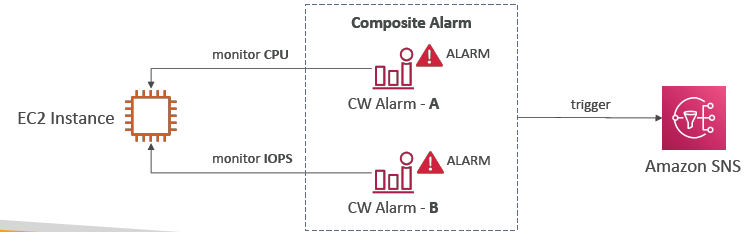 Composite Alarm
monitor CPU
ALARM
CW Alarm - A
EC2 Instance
trigger
Amazon SNS
monitor IOPS
ALARM
CW Alarm - B